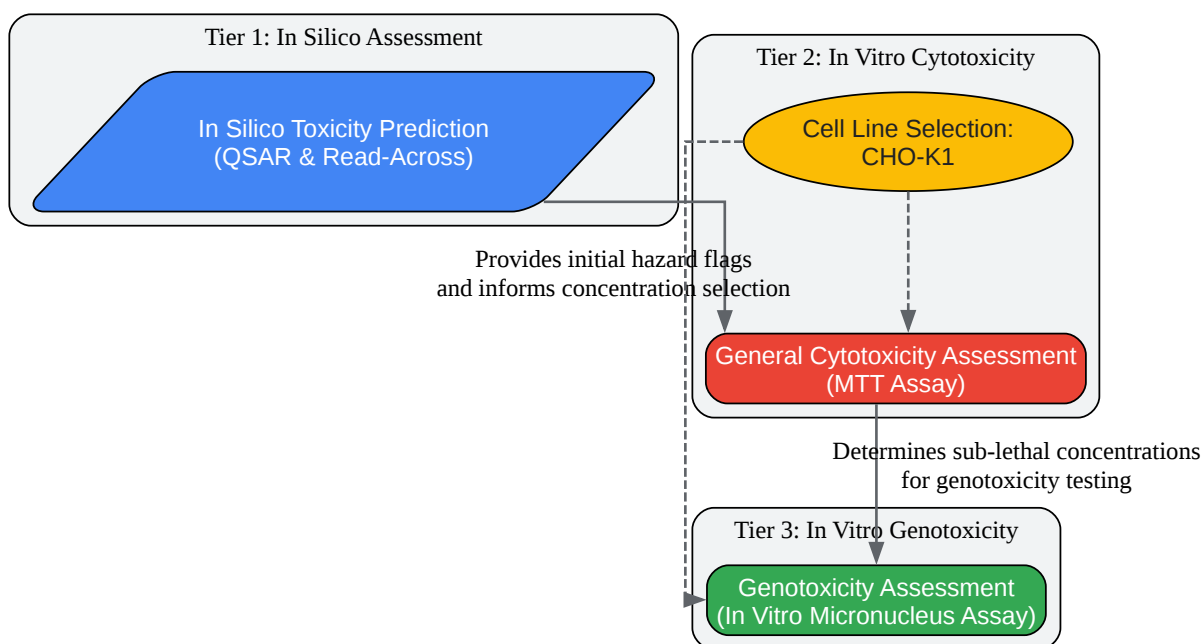 Tier 1: In Silico Assessment
In Silico Toxicity Prediction
(QSAR & Read-Across)
Tier 2: In Vitro Cytotoxicity
Cell Line Selection:
CHO-K1
Provides initial hazard flags
and informs concentration selection
General Cytotoxicity Assessment
(MTT Assay)
Determines sub-lethal concentrations
for genotoxicity testing
Tier 3: In Vitro Genotoxicity
Genotoxicity Assessment
(In Vitro Micronucleus Assay)